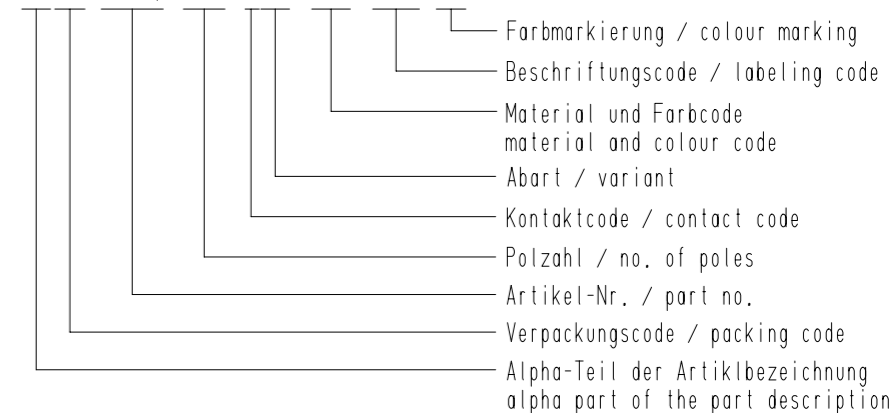 Farbmarkierung / colour marking
Beschriftungscode / labeling code
Material und Farbcode
material and colour code
Abart / variant
Kontaktcode / contact code
Polzahl / no. of poles
Artikel-Nr. / part no.
Verpackungscode / packing code
Alpha-Teil der Artiklbezeichnung
alpha part of the part description